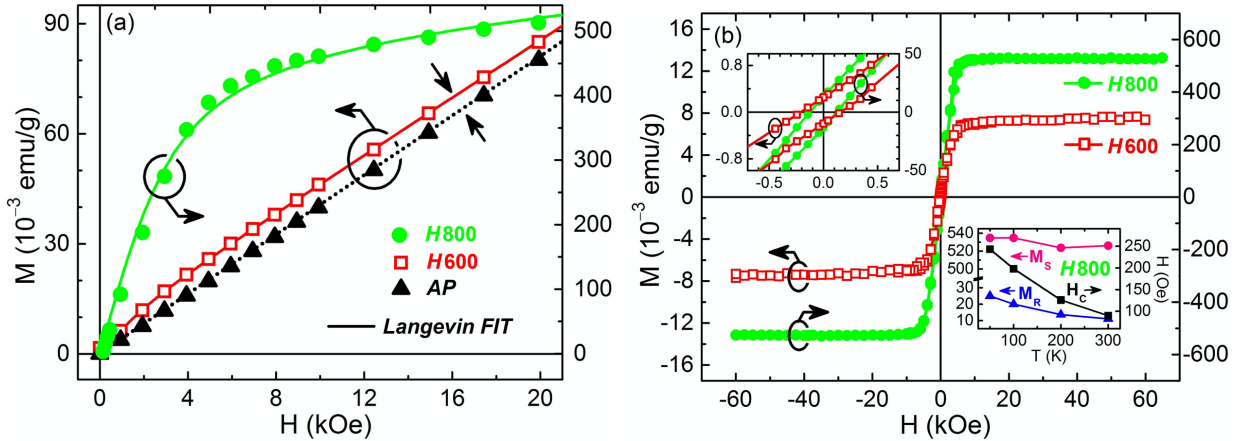 (a)
M (10⁻³ emu/g)
90
60
30
0
500
400
300
200
100
0
H800
H600
AP
Langevin FIT
0 4 8 12 16 20
H (kOe)
(b)
M (10⁻³ emu/g)
16
12
8
4
0
-4
-8
-12
-16
600
400
200
0
-200
-400
-600
H800
H600
0.8
0.0
-0.8
50
0
-50
-0.5 0.0 0.5
540
520
500
30
20
10
250
200
150
100
H (Oe)
M_S
H800
M_R
H_C
100 200 300
T (K)
-60 -40 -20 0 20 40 60
H (kOe)